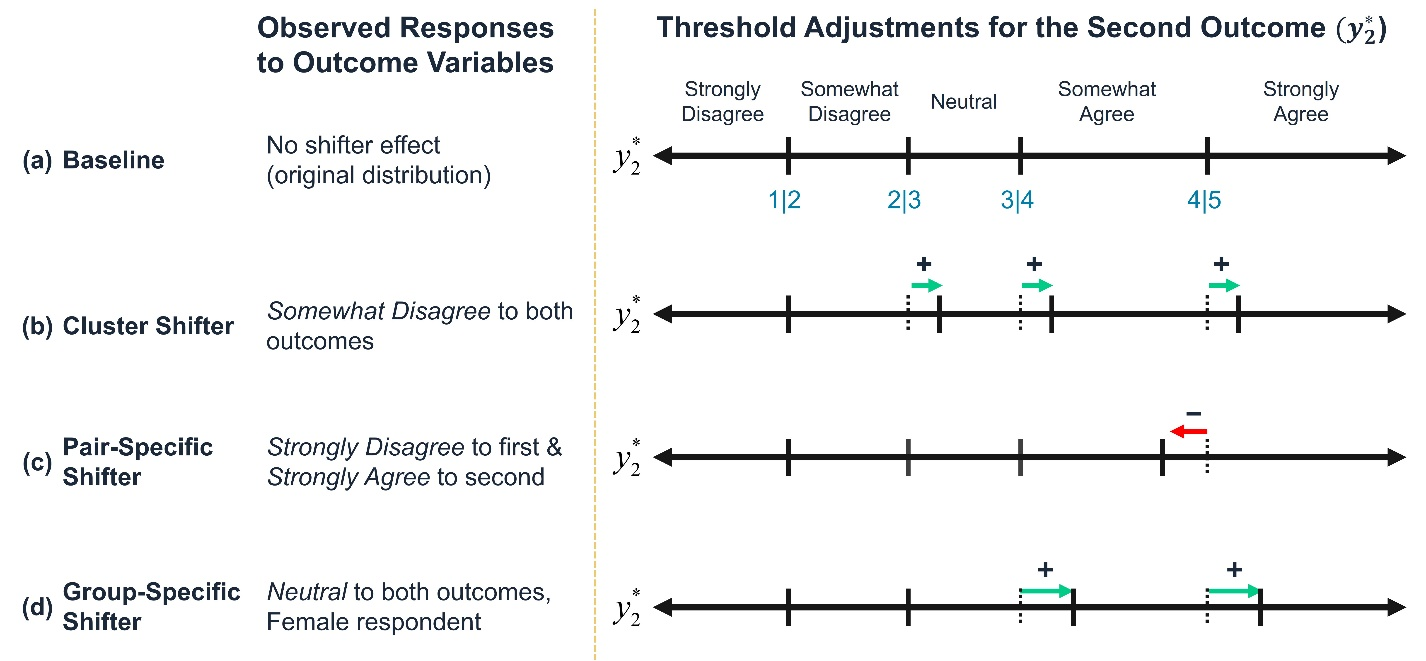 Observed Responses
to Outcome Variables
Threshold Adjustments for the Second Outcome (y₂*)
Strongly
Disagree
Somewhat
Disagree
Neutral
Somewhat
Agree
Strongly
Agree
(a) Baseline
No shifter effect
(original distribution)
y₂*
1|2
2|3
3|4
4|5
(b) Cluster Shifter
Somewhat Disagree to both
outcomes
y₂*
+
+
+
(c) Pair-Specific
Shifter
Strongly Disagree to first &
Strongly Agree to second
y₂*
−
(d) Group-Specific
Shifter
Neutral to both outcomes,
Female respondent
y₂*
+
+